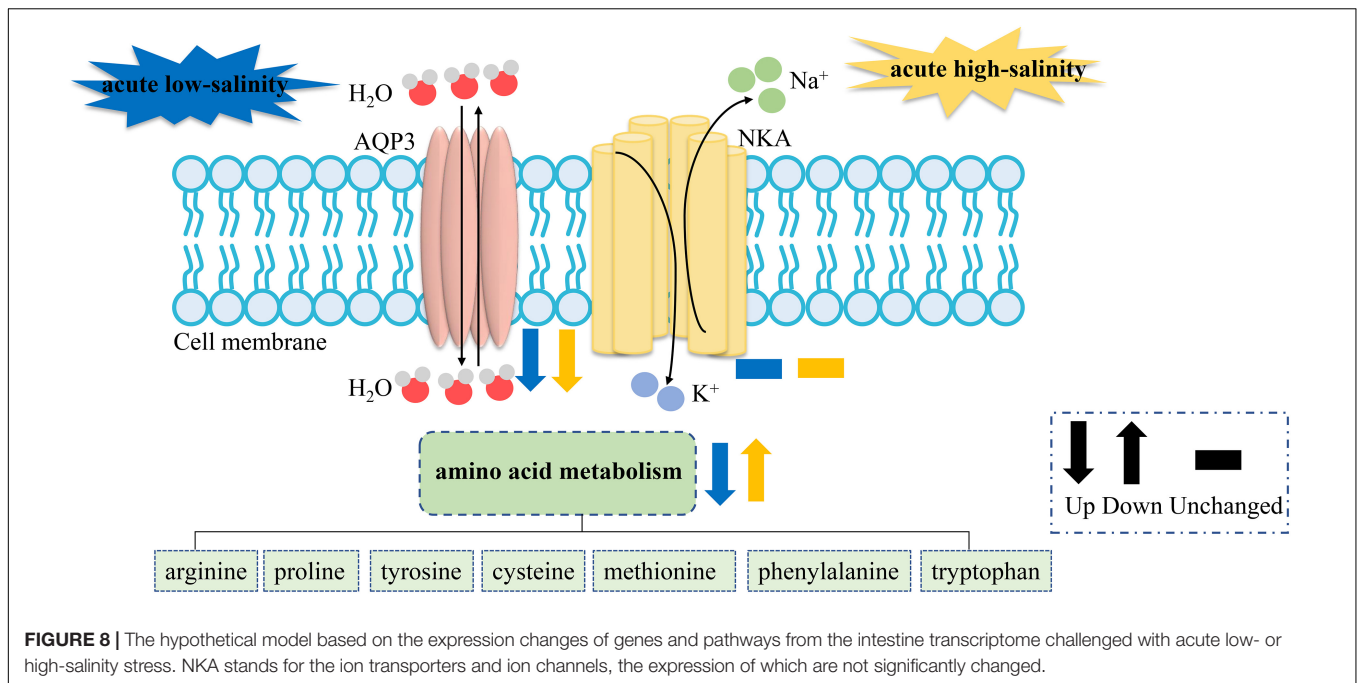 acute low-salinity
acute high-salinity
H₂O
Na⁺
AQP3
NKA
Cell membrane
H₂O
K⁺
amino acid metabolism
Up Down Unchanged
arginine
proline
tyrosine
cysteine
methionine
phenylalanine
tryptophan
FIGURE 8 | The hypothetical model based on the expression changes of genes and pathways from the intestine transcriptome challenged with acute low- or
high-salinity stress. NKA stands for the ion transporters and ion channels, the expression of which are not significantly changed.